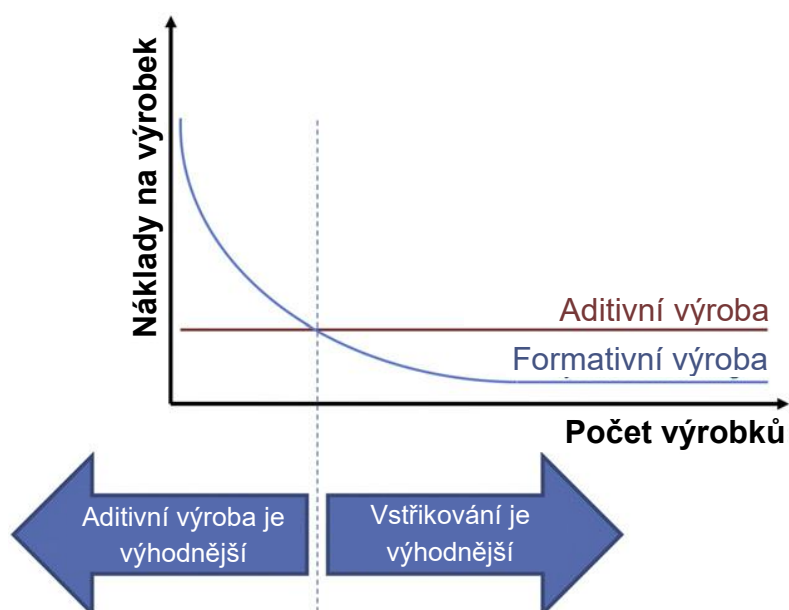 Náklady na výrobek
Aditivní výroba
Formativní výroba
Počet výrobků
Aditivní výroba je
výhodnější
Vstřikování je
výhodnější